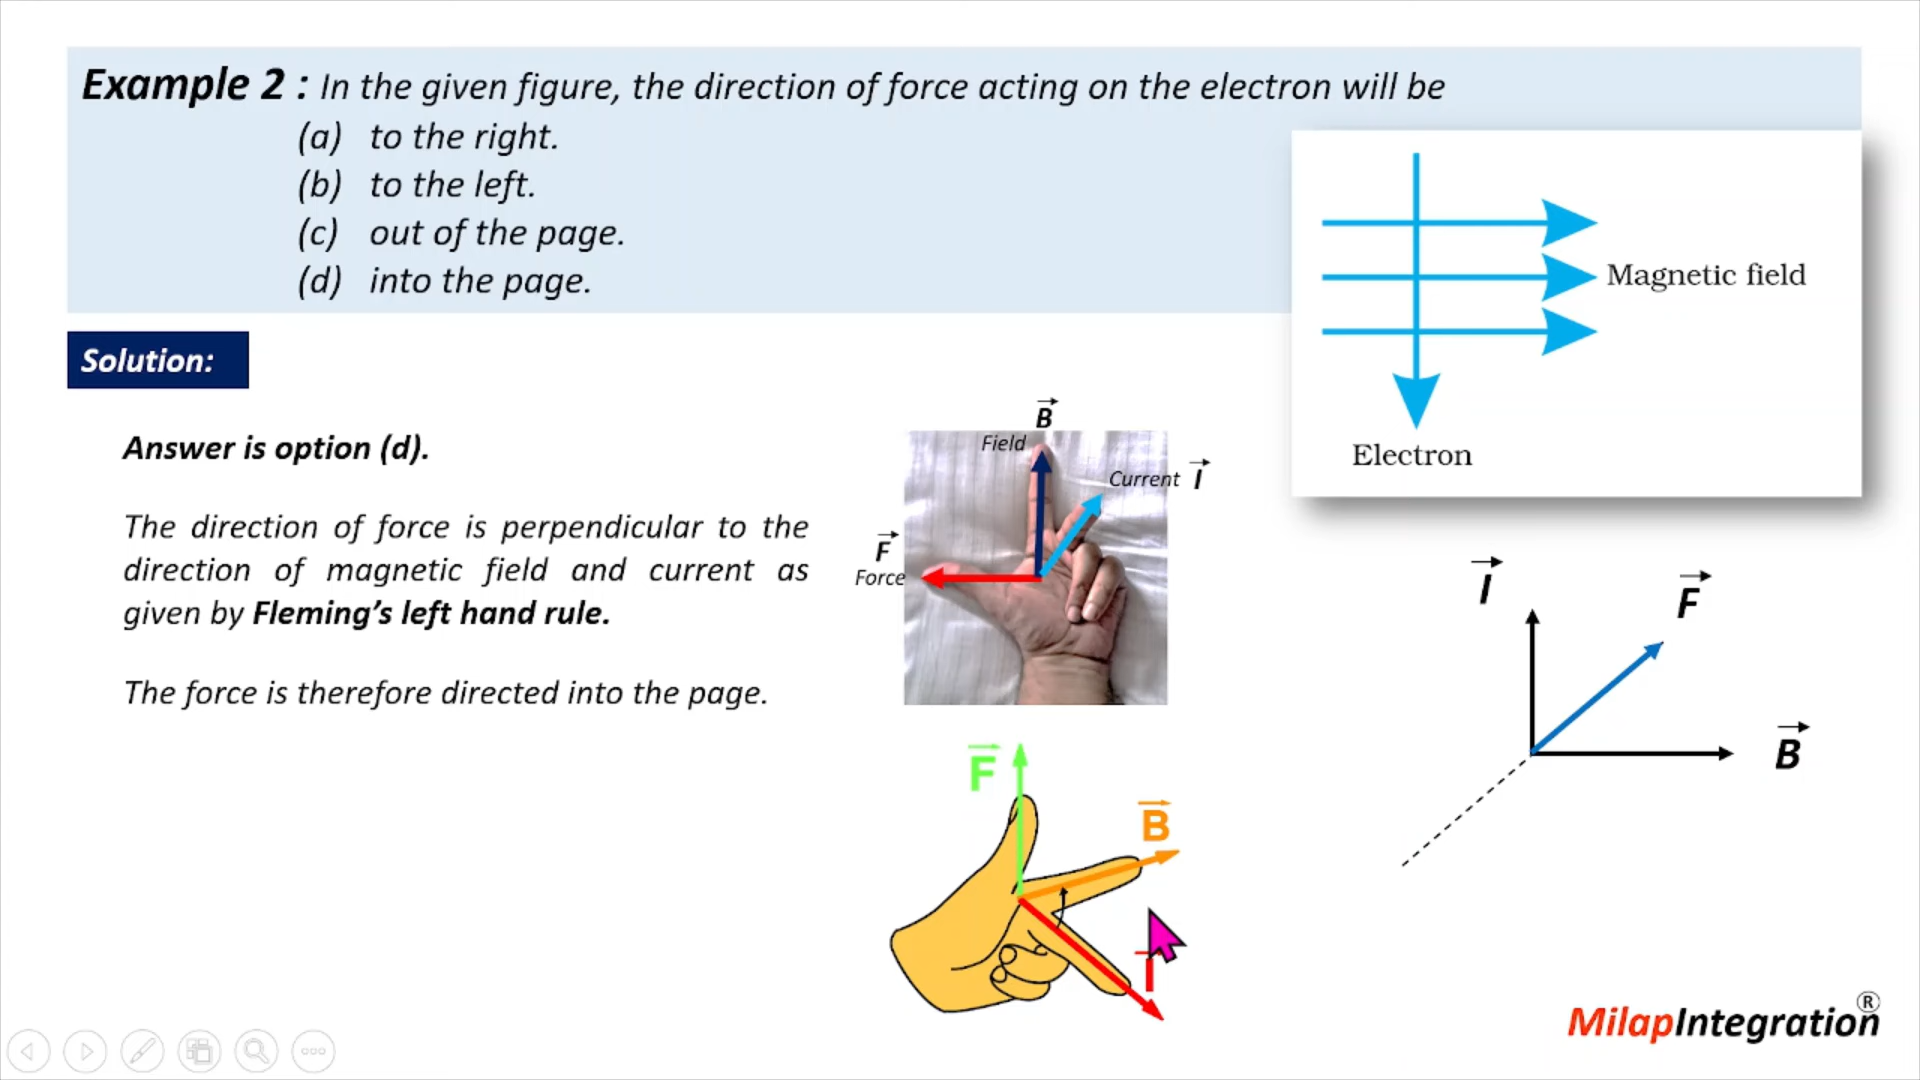 Example 2 : In the given figure, the direction of force acting on the electron will be
(a) to the right.
(b) to the left.
(c) out of the page.
(d) into the page.
Magnetic field
Electron
Solution:
Answer is option (d).
The direction of force is perpendicular to the
direction of magnetic field and current as
given by Fleming’s left hand rule.
The force is therefore directed into the page.
B
Field
Current I
F
Force
F
B
I
I
F
B
MilapIntegration®